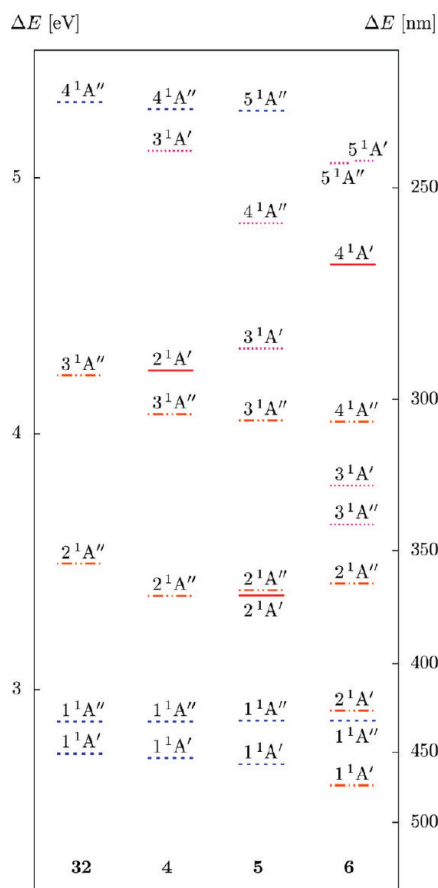 ΔE [eV] ΔE [nm]
4 ¹A″ 4 ¹A″ 5 ¹A″
3 ¹A′ 5 ¹A′
5 5 ¹A″ 250
4 ¹A″
4 ¹A′
3 ¹A′
3 ¹A″ 2 ¹A′
3 ¹A″ 3 ¹A″ 4 ¹A″ 300
4
3 ¹A′
3 ¹A″
2 ¹A″ 350
2 ¹A″ 2 ¹A″ 2 ¹A″
2 ¹A′
400
3 2 ¹A′
1 ¹A″ 1 ¹A″ 1 ¹A″
1 ¹A′ 1 ¹A′ 1 ¹A′ 1 ¹A″ 450
1 ¹A′
500
32 4 5 6